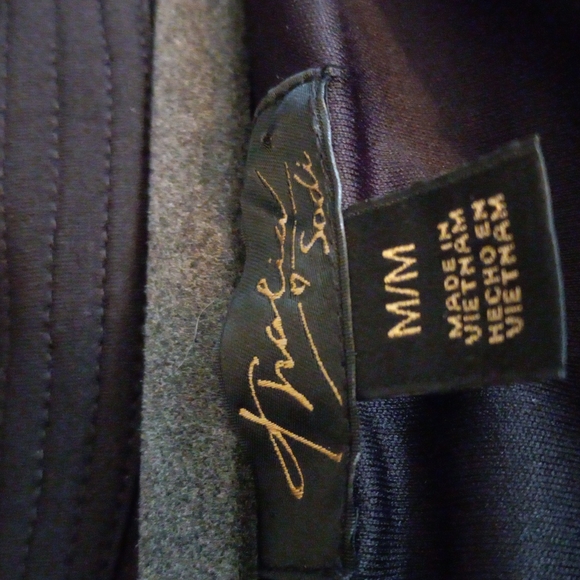 Thalia
Sodi
M/M
MADE IN
VIETNAM
HECHO EN
VIETNAM